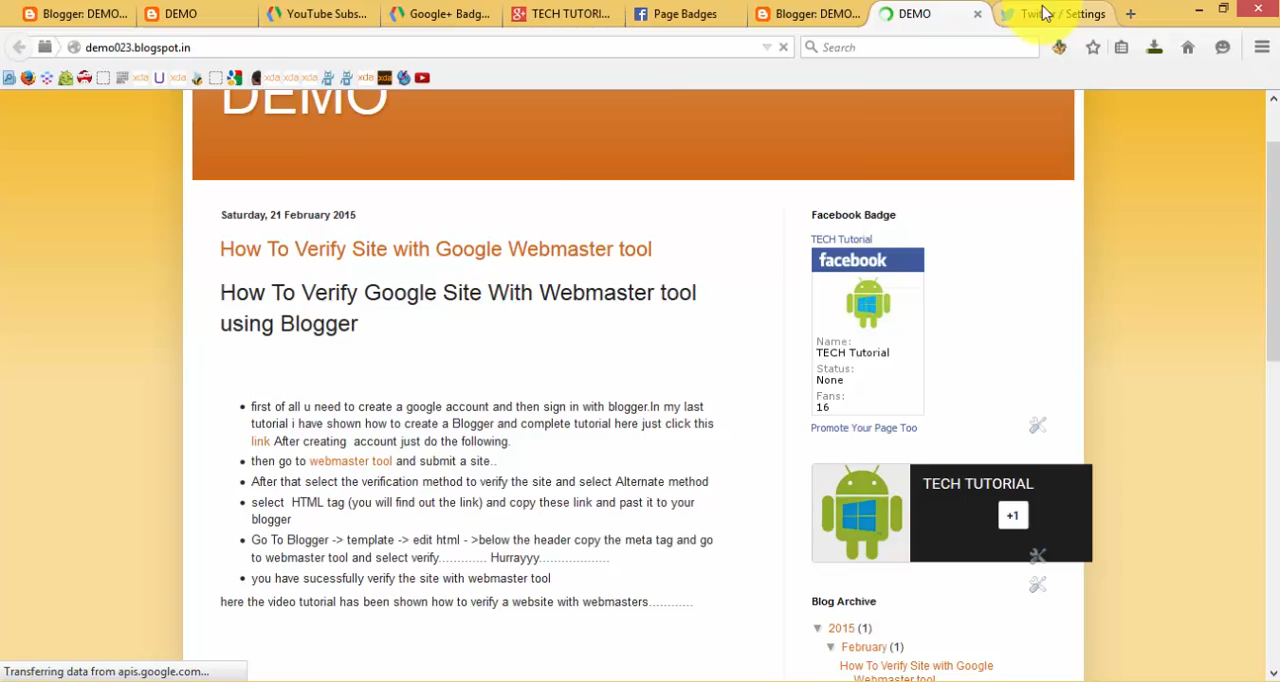 Blogger: DEMO... DEMO YouTube Subs... Google+ Badg... TECH TUTORI... Page Badges Blogger: DEMO... DEMO Twitter / Settings
demo023.blogspot.in Search
xda U xda xda xda xda xda xda
DEMO
Saturday, 21 February 2015
How To Verify Site with Google Webmaster tool
How To Verify Google Site With Webmaster tool
using Blogger
first of all u need to create a google account and then sign in with blogger.In my last
tutorial i have shown how to create a Blogger and complete tutorial here just click this
link After creating account just do the following.
then go to webmaster tool and submit a site..
After that select the verification method to verify the site and select Alternate method
select HTML tag (you will find out the link) and copy these link and past it to your
blogger
Go To Blogger -> template -> edit html - ->below the header copy the meta tag and go
to webmaster tool and select verify............. Hurrayyy...................
you have sucessfully verify the site with webmaster tool
here the video tutorial has been shown how to verify a website with webmasters............
Facebook Badge
TECH Tutorial
facebook
Name:
TECH Tutorial
Status:
None
Fans:
16
Promote Your Page Too
TECH TUTORIAL
+1
Blog Archive
▼ 2015 (1)
▼ February (1)
How To Verify Site with Google
Webmaster tool
Transferring data from apis.google.com...